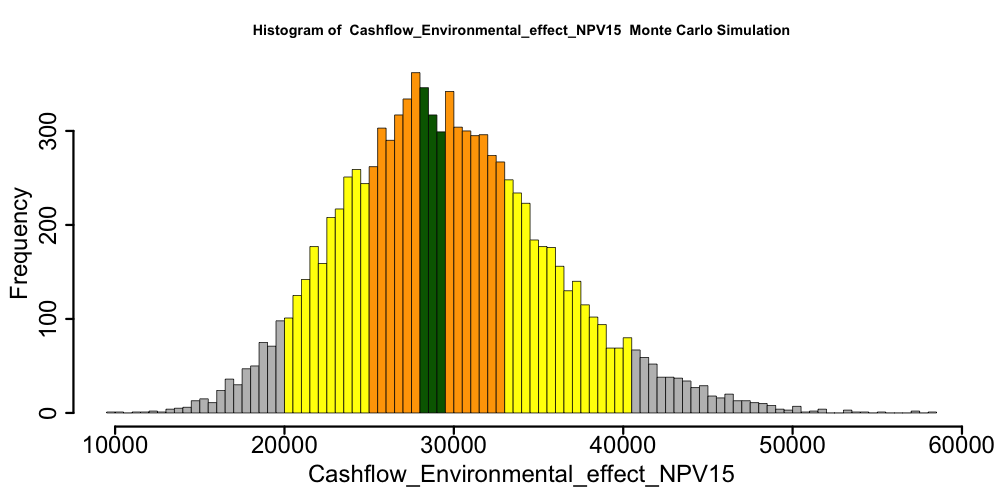 Histogram of  Cashflow_Environmental_effect_NPV15  Monte Carlo Simulation
Frequency
300
200
100
0
10000 20000 30000 40000 50000 60000
Cashflow_Environmental_effect_NPV15